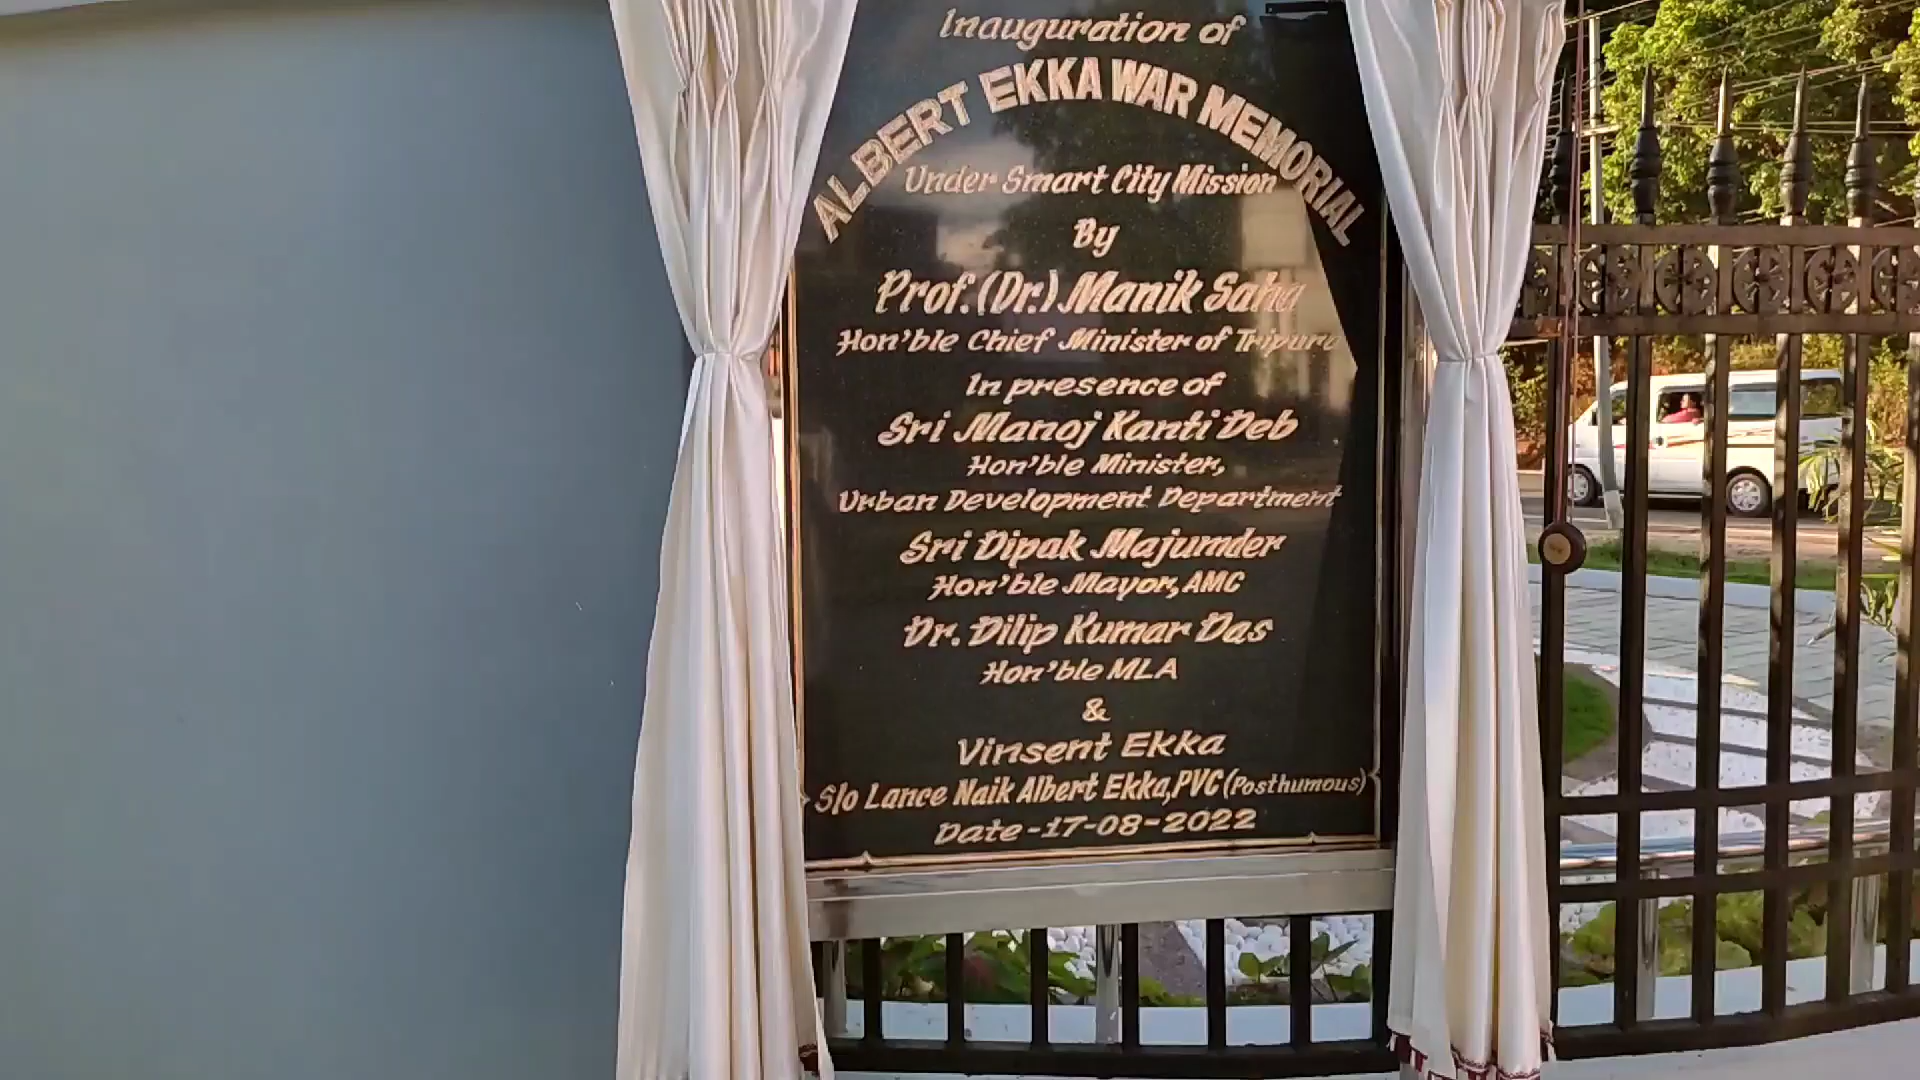 Inauguration of
ALBERT EKKA WAR MEMORIAL
Under Smart City Mission
By
Prof.(Dr.) Manik Saha
Hon'ble Chief Minister of Tripura
In presence of
Sri Manoj Kanti Deb
Hon'ble Minister,
Urban Development Department
Sri Dipak Majumder
Hon'ble Mayor, AMC
Dr. Dilip Kumar Das
Hon'ble MLA
&
Vinsent Ekka
S/o Lance Naik Albert Ekka,PVC (Posthumous)
Date-17-08-2022